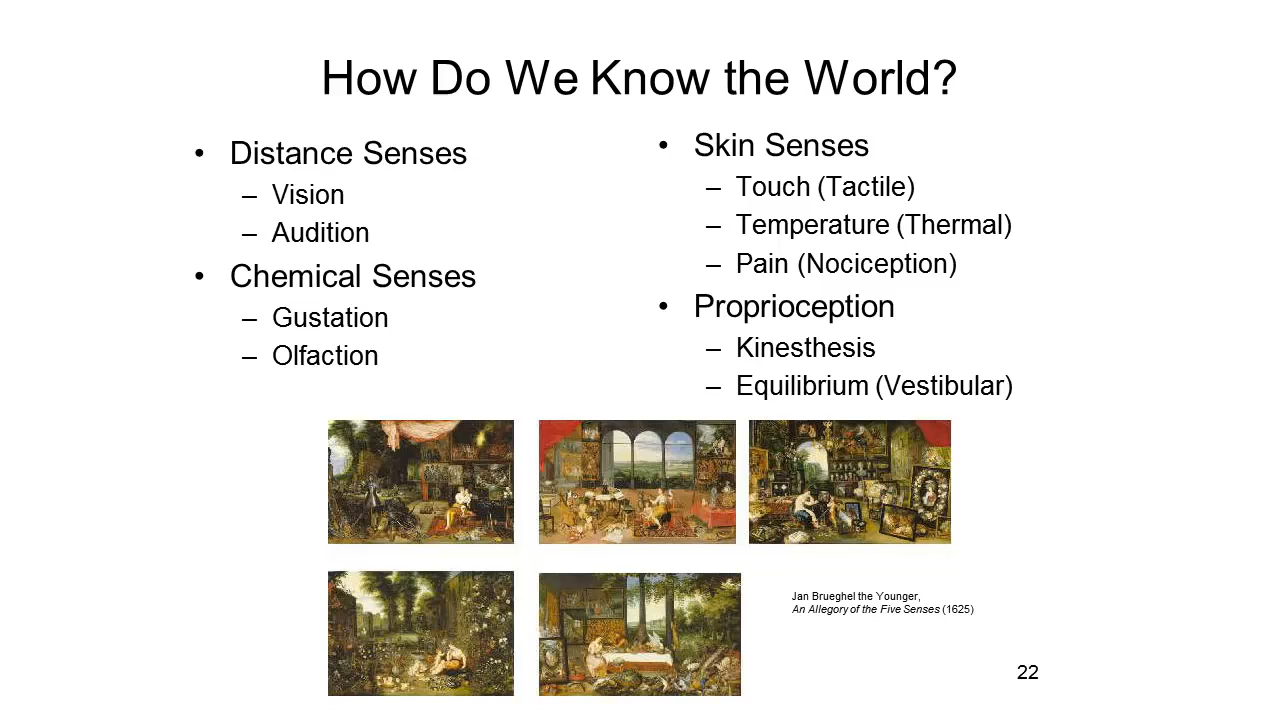 How Do We Know the World?
• Distance Senses
– Vision
– Audition
• Chemical Senses
– Gustation
– Olfaction
• Skin Senses
– Touch (Tactile)
– Temperature (Thermal)
– Pain (Nociception)
• Proprioception
– Kinesthesis
– Equilibrium (Vestibular)
Jan Brueghel the Younger,
An Allegory of the Five Senses (1625)
22